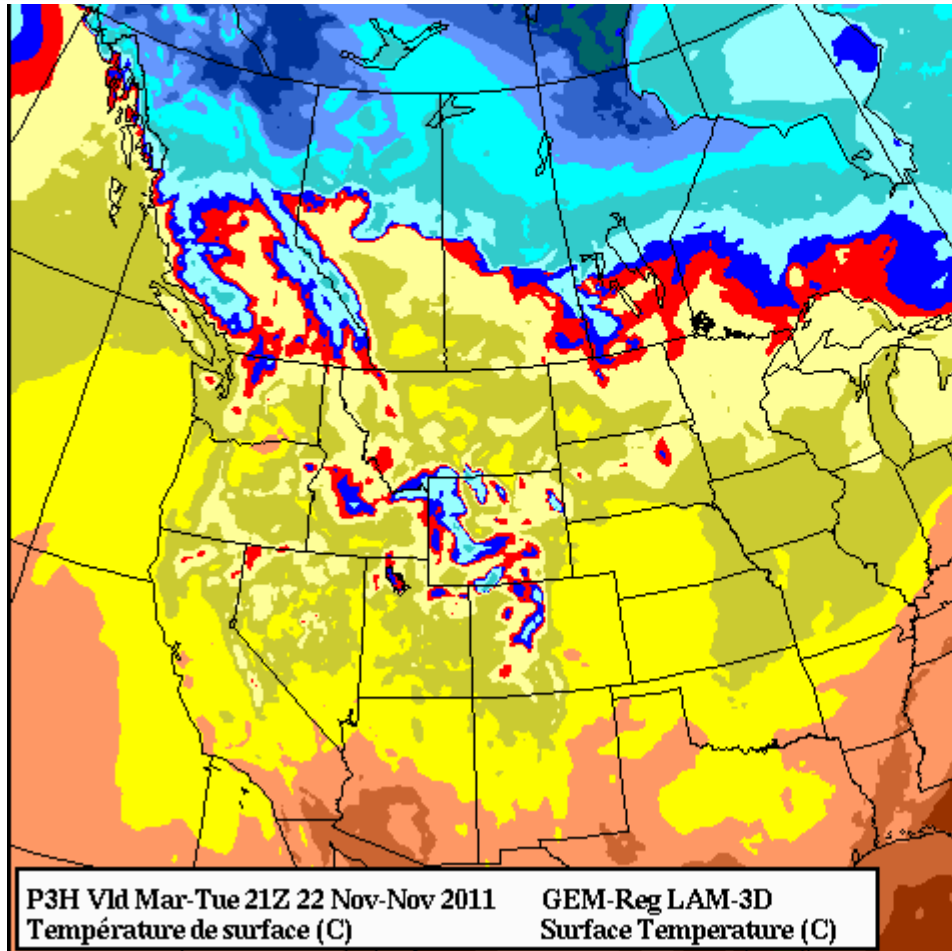 P3H Vld Mar-Tue 21Z 22 Nov-Nov 2011 GEM-Reg LAM-3D
Température de surface (C) Surface Temperature (C)